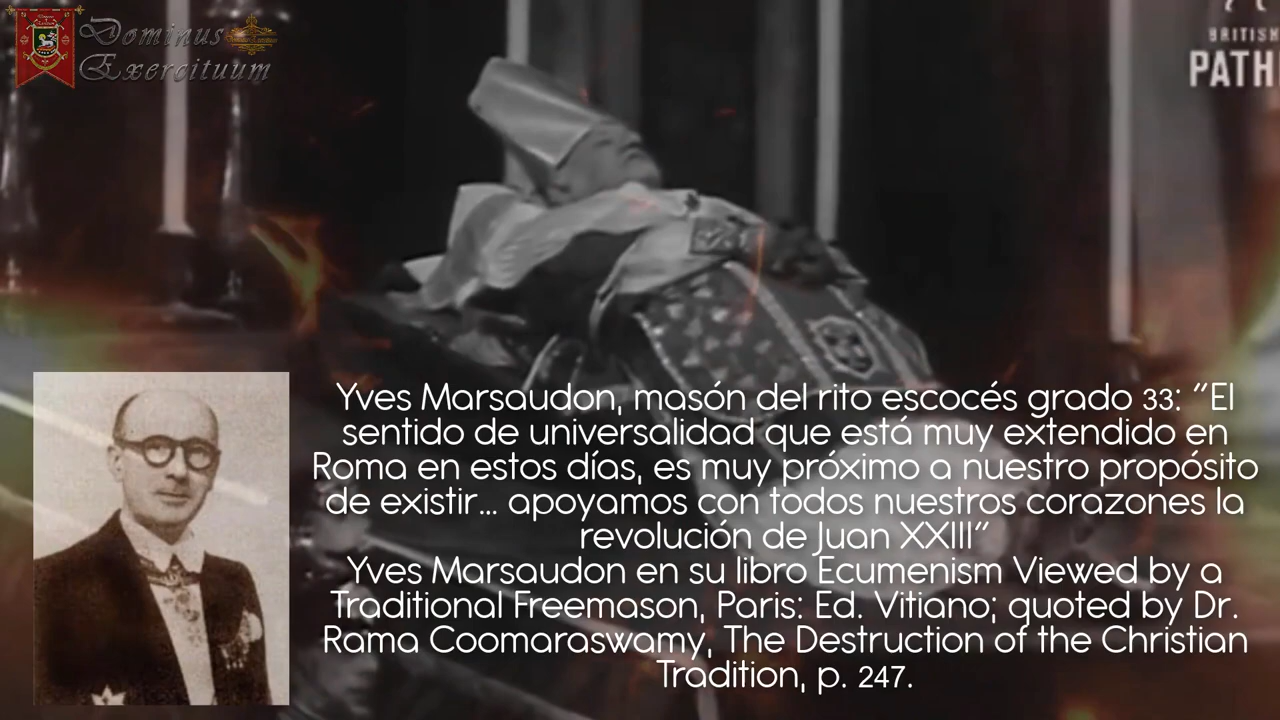 Dominus
Exercituum
BRITISH
PATH
Yves Marsaudon, masón del rito escocés grado 33: “El
sentido de universalidad que está muy extendido en
Roma en estos días, es muy próximo a nuestro propósito
de existir... apoyamos con todos nuestros corazones la
revolución de Juan XXIII”
Yves Marsaudon en su libro Ecumenism Viewed by a
Traditional Freemason, Paris: Ed. Vitiano; quoted by Dr.
Rama Coomaraswamy, The Destruction of the Christian
Tradition, p. 247.